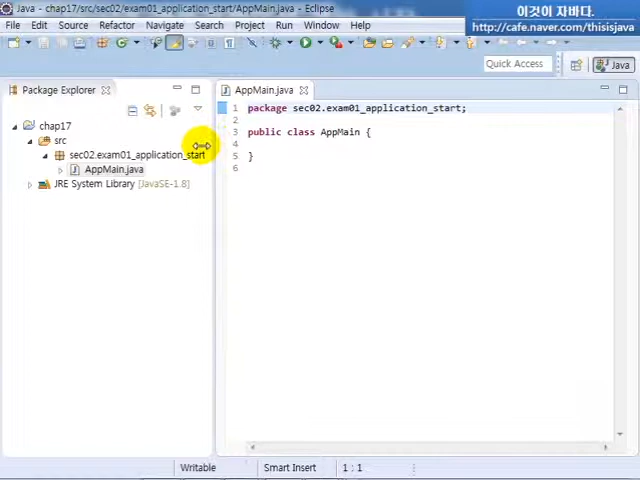 Java - chap17/src/sec02/exam01_application_start/AppMain.java - Eclipse
이것이 자바다.
http://cafe.naver.com/thisisjava
File Edit Source Refactor Navigate Search Project Run Window Help
Quick Access
Java
Package Explorer
AppMain.java
chap17
src
sec02.exam01_application_start
AppMain.java
JRE System Library [JavaSE-1.8]
1 package sec02.exam01_application_start;
2
3 public class AppMain {
4
5 }
6
Writable
Smart Insert
1 : 1